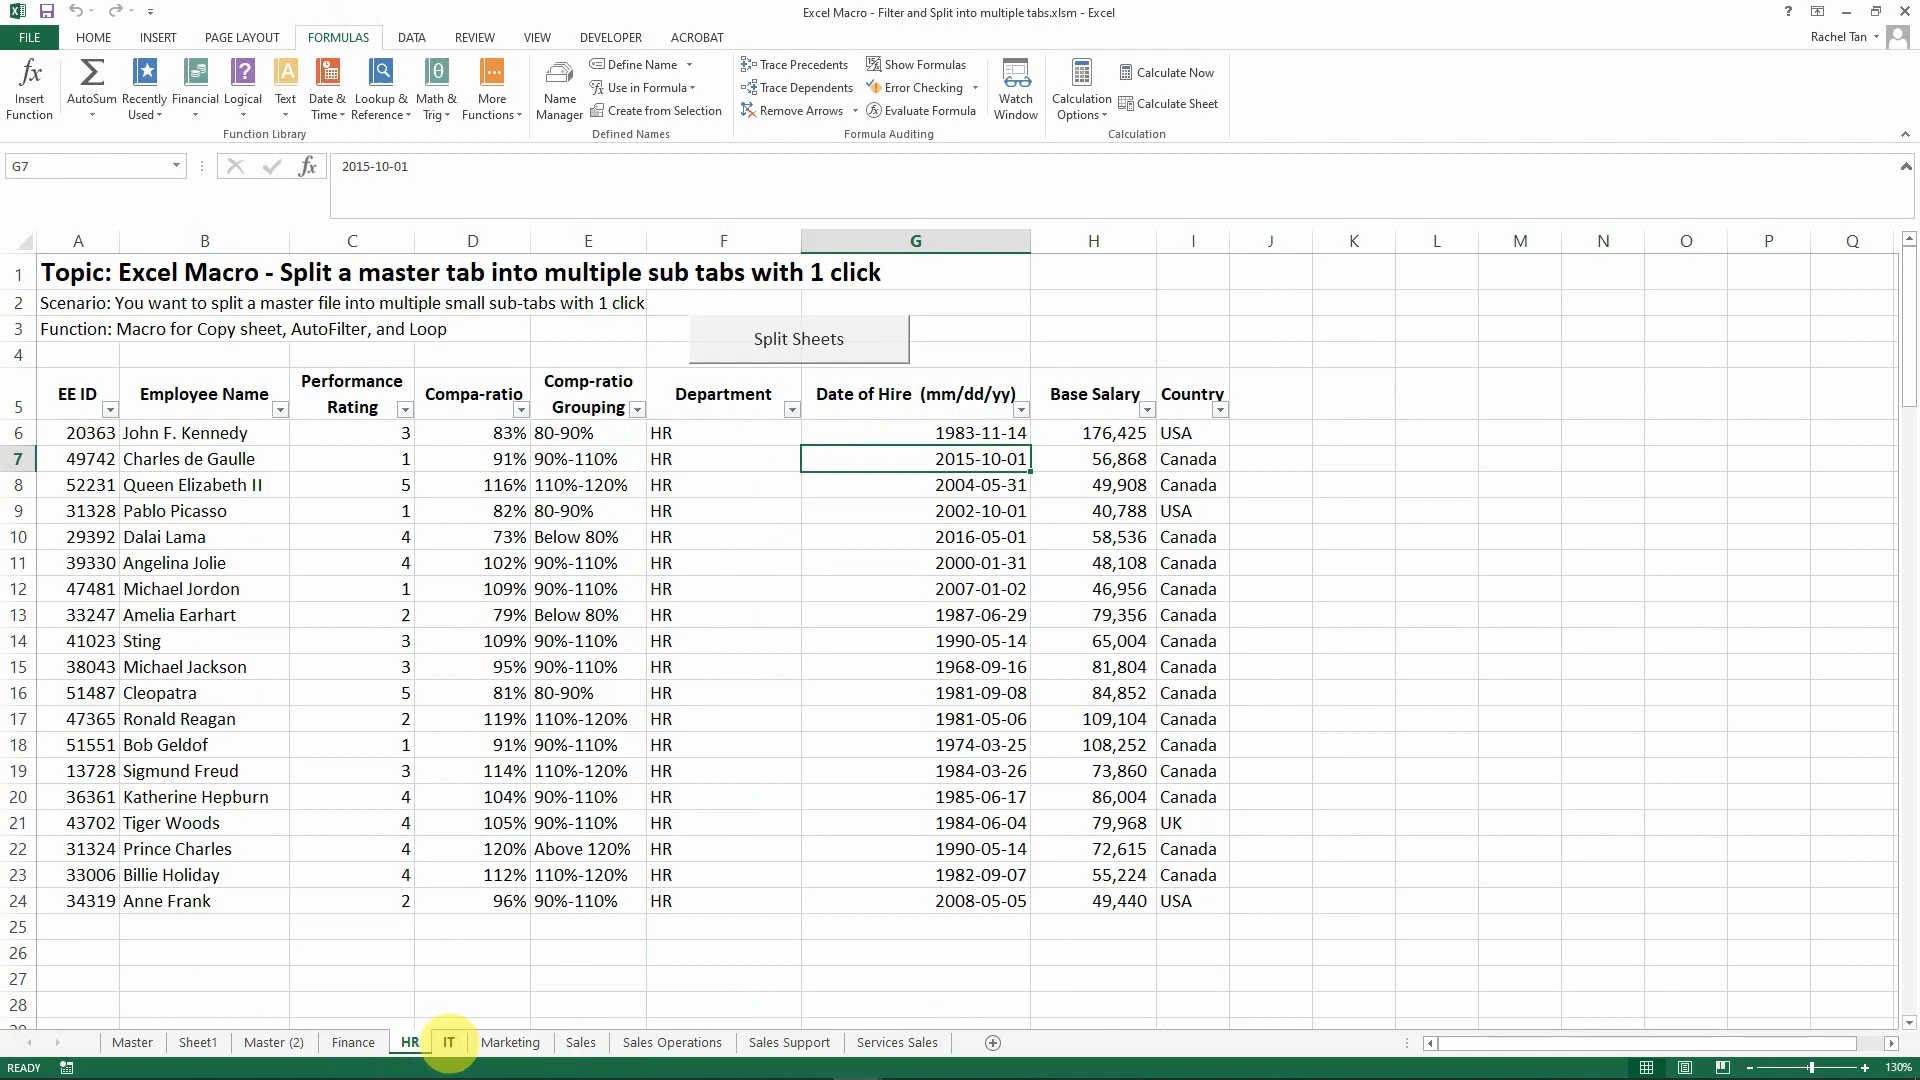 Excel Macro - Filter and Split into multiple tabs.xlsm - Excel
FILE HOME INSERT PAGE LAYOUT FORMULAS DATA REVIEW VIEW DEVELOPER ACROBAT Rachel Tan
Insert Function
AutoSum
Recently Used
Financial
Logical
Text
Date & Time
Lookup & Reference
Math & Trig
More Functions
Function Library
Name Manager
Define Name
Use in Formula
Create from Selection
Defined Names
Trace Precedents
Trace Dependents
Remove Arrows
Show Formulas
Error Checking
Evaluate Formula
Formula Auditing
Watch Window
Calculation Options
Calculate Now
Calculate Sheet
Calculation
G7 fx 2015-10-01
A B C D E F G H I J K L M N O P Q
1 Topic: Excel Macro - Split a master tab into multiple sub tabs with 1 click
2 Scenario: You want to split a master file into multiple small sub-tabs with 1 click
3 Function: Macro for Copy sheet, AutoFilter, and Loop
Split Sheets
4
5 EE ID Employee Name Performance Rating Compa-ratio Comp-ratio Grouping Department Date of Hire (mm/dd/yy) Base Salary Country
6 20363 John F. Kennedy 3 83% 80-90% HR 1983-11-14 176,425 USA
7 49742 Charles de Gaulle 1 91% 90%-110% HR 2015-10-01 56,868 Canada
8 52231 Queen Elizabeth II 5 116% 110%-120% HR 2004-05-31 49,908 Canada
9 31328 Pablo Picasso 1 82% 80-90% HR 2002-10-01 40,788 USA
10 29392 Dalai Lama 4 73% Below 80% HR 2016-05-01 58,536 Canada
11 39330 Angelina Jolie 4 102% 90%-110% HR 2000-01-31 48,108 Canada
12 47481 Michael Jordon 1 109% 90%-110% HR 2007-01-02 46,956 Canada
13 33247 Amelia Earhart 2 79% Below 80% HR 1987-06-29 79,356 Canada
14 41023 Sting 3 109% 90%-110% HR 1990-05-14 65,004 Canada
15 38043 Michael Jackson 3 95% 90%-110% HR 1968-09-16 81,804 Canada
16 51487 Cleopatra 5 81% 80-90% HR 1981-09-08 84,852 Canada
17 47365 Ronald Reagan 2 119% 110%-120% HR 1981-05-06 109,104 Canada
18 51551 Bob Geldof 1 91% 90%-110% HR 1974-03-25 108,252 Canada
19 13728 Sigmund Freud 3 114% 110%-120% HR 1984-03-26 73,860 Canada
20 36361 Katherine Hepburn 4 104% 90%-110% HR 1985-06-17 86,004 Canada
21 43702 Tiger Woods 4 105% 90%-110% HR 1984-06-04 79,968 UK
22 31324 Prince Charles 4 120% Above 120% HR 1990-05-14 72,615 Canada
23 33006 Billie Holiday 4 112% 110%-120% HR 1982-09-07 55,224 Canada
24 34319 Anne Frank 2 96% 90%-110% HR 2008-05-05 49,440 USA
25
26
27
28
Master Sheet1 Master (2) Finance HR IT Marketing Sales Sales Operations Sales Support Services Sales
READY 130%